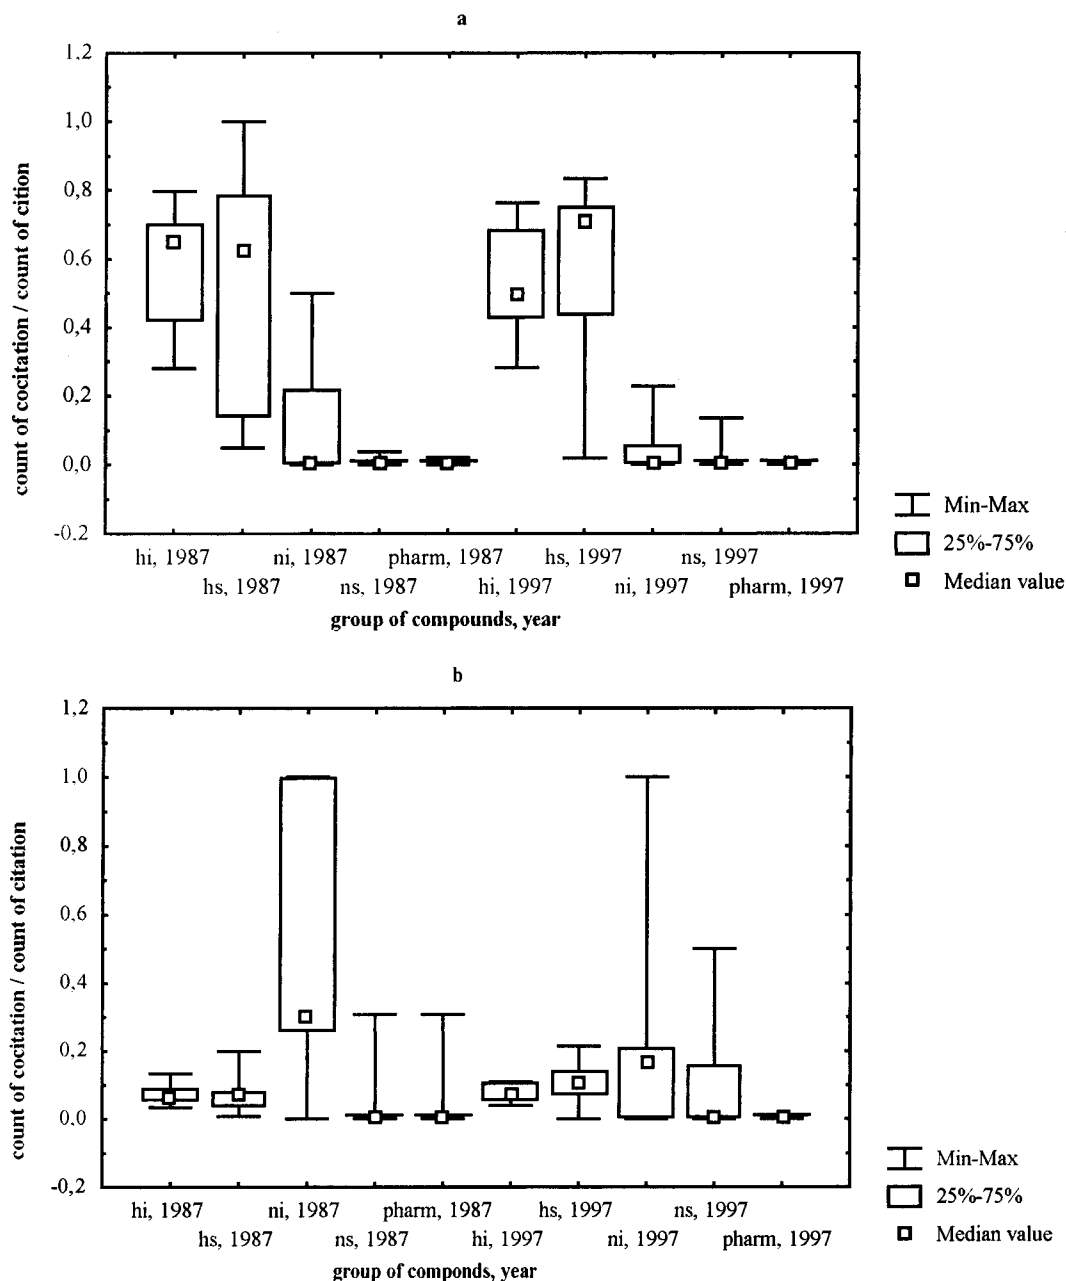 a
1,2
1,0
0,8
0,6
0,4
0,2
0,0
-0.2
count of cocitation / count of cition
hi, 1987 ni, 1987 pharm, 1987 hs, 1997 ns, 1997
hs, 1987 ns, 1987 hi, 1997 ni, 1997 pharm, 1997
group of compounds, year
Min-Max
25%-75%
Median value
b
1,2
1,0
0,8
0,6
0,4
0,2
0,0
-0,2
count of cocitation / count of citation
hi, 1987 ni, 1987 pharm, 1987 hs, 1997 ns, 1997
hs, 1987 ns, 1987 hi, 1997 ni, 1997 pharm, 1997
group of componds, year
Min-Max
25%-75%
Median value